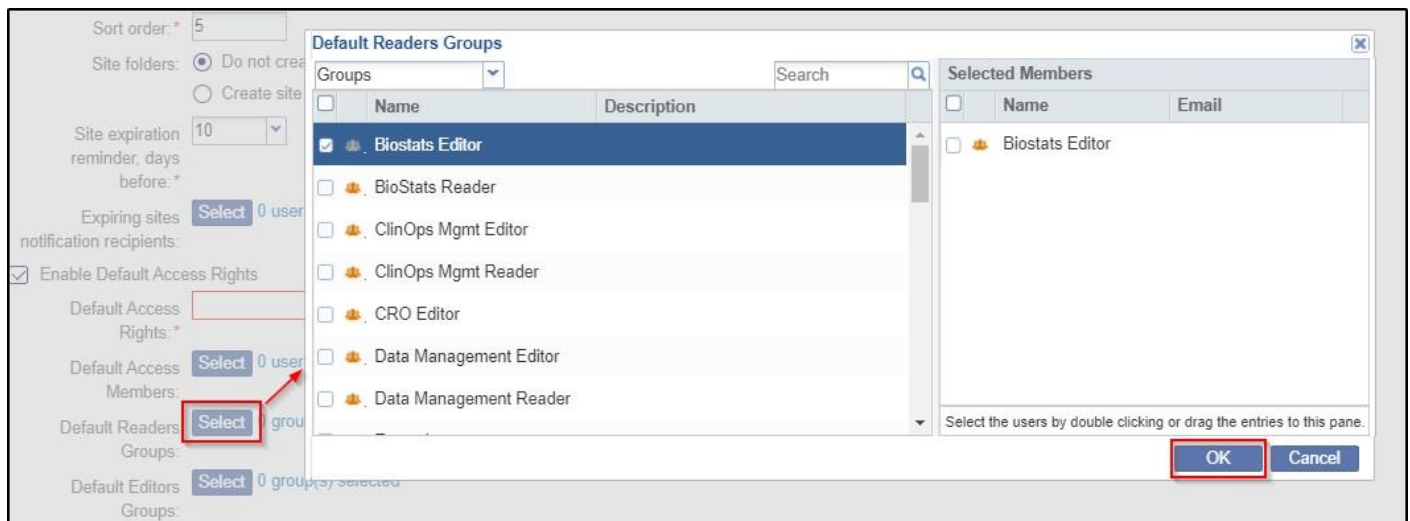 Sort order:* 5
Site folders: Do not crea
Create site
Site expiration reminder, days before:* 10
Expiring sites notification recipients: Select 0 user
Enable Default Access Rights
Default Access Rights:*
Default Access Members: Select 0 user
Default Readers Groups: Select grou
Default Editors Groups: Select 0 group(s) selected
Default Readers Groups
Groups Search
Name Description
Biostats Editor
BioStats Reader
ClinOps Mgmt Editor
ClinOps Mgmt Reader
CRO Editor
Data Management Editor
Data Management Reader
Selected Members
Name Email
Biostats Editor
Select the users by double clicking or drag the entries to this pane.
OK Cancel